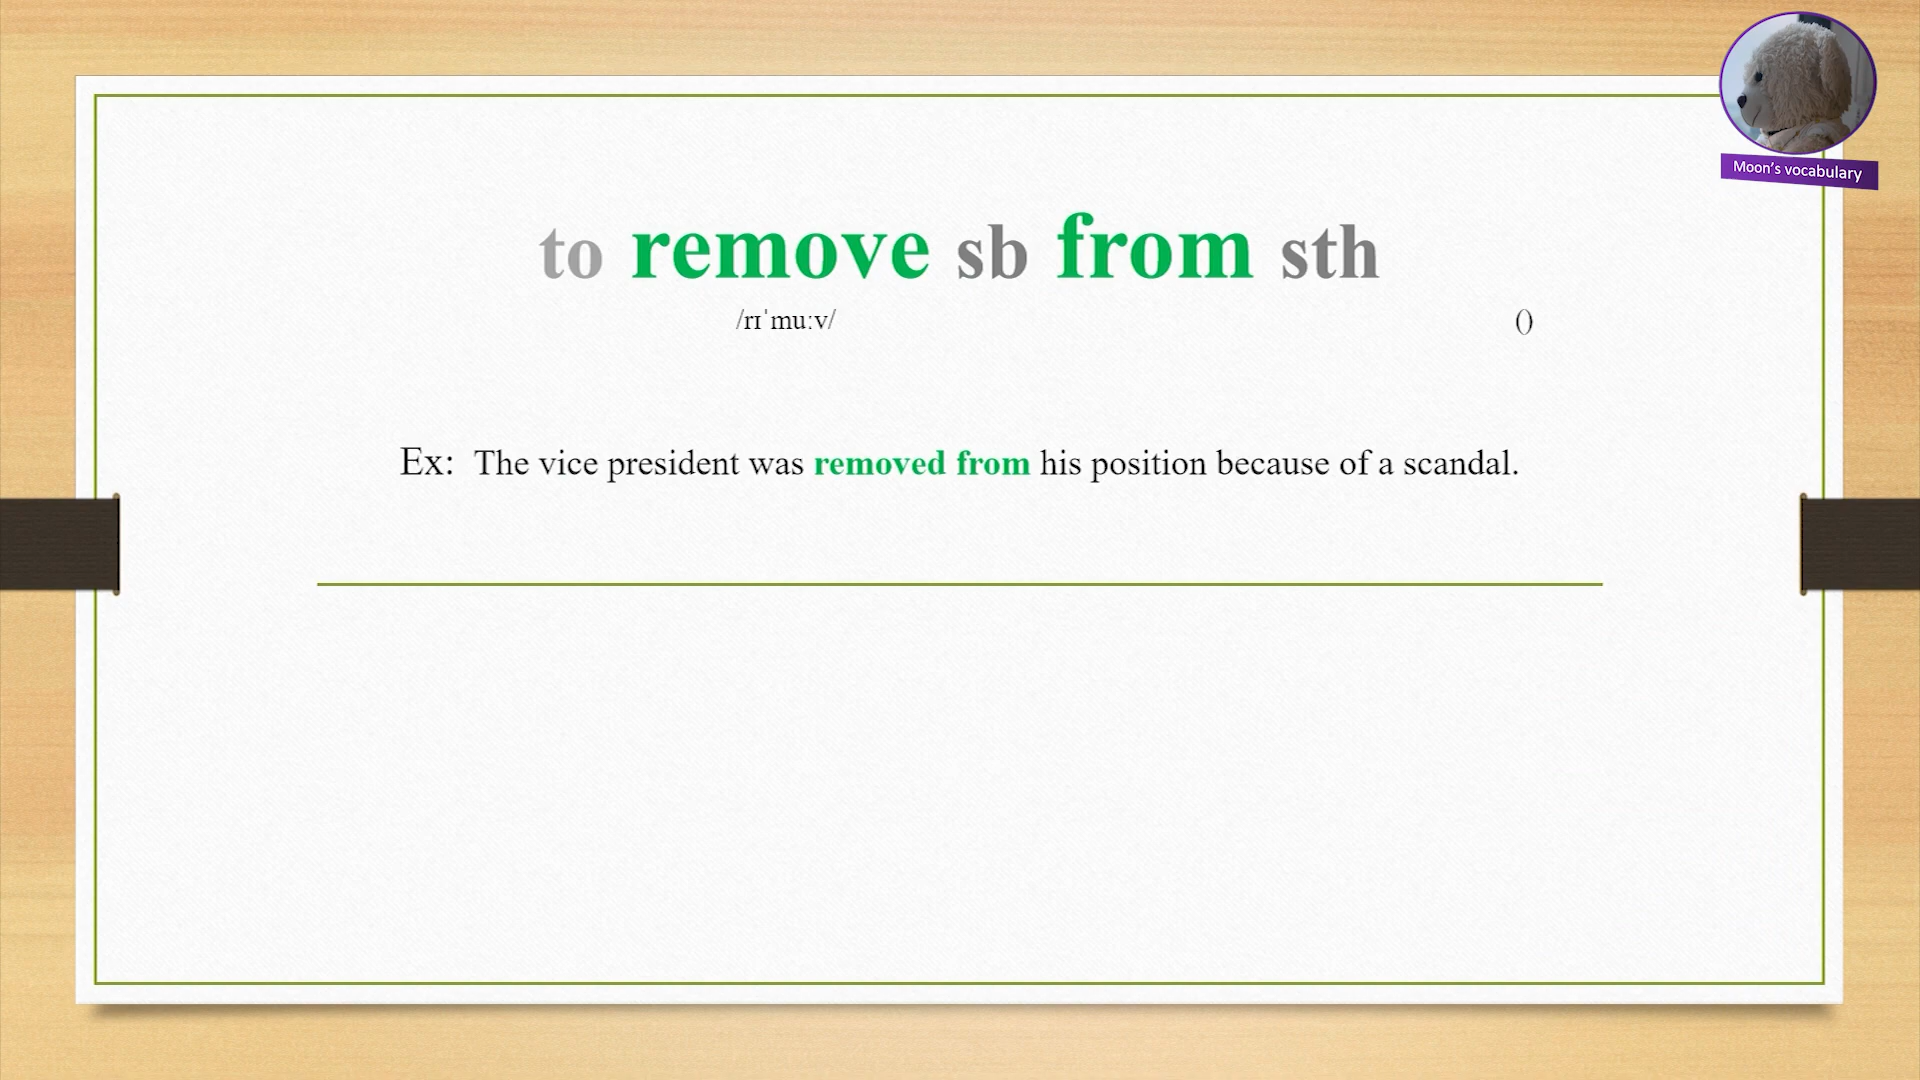 Moon's vocabulary
to remove sb from sth
/rɪˈmuːv/ ()
Ex: The vice president was removed from his position because of a scandal.